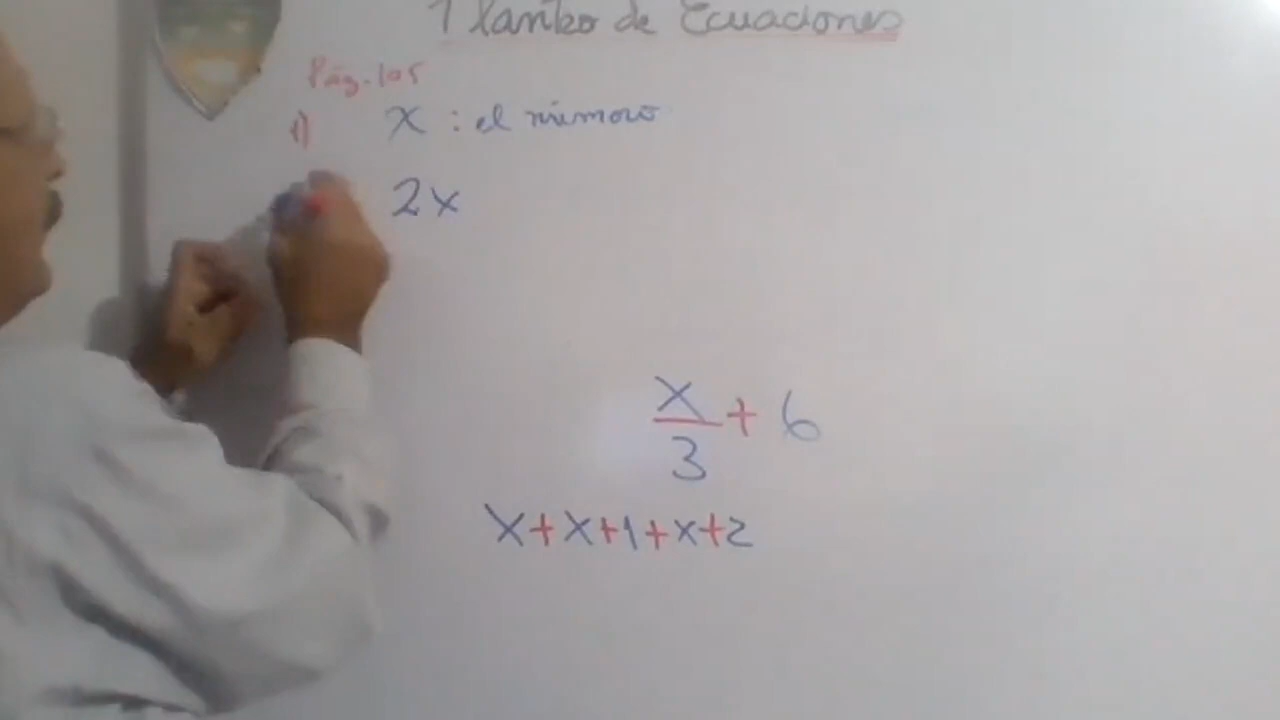 Planteo de Ecuaciones
Pág. 105
1) x : el número
2x
x/3 + 6
x+x+1+x+2